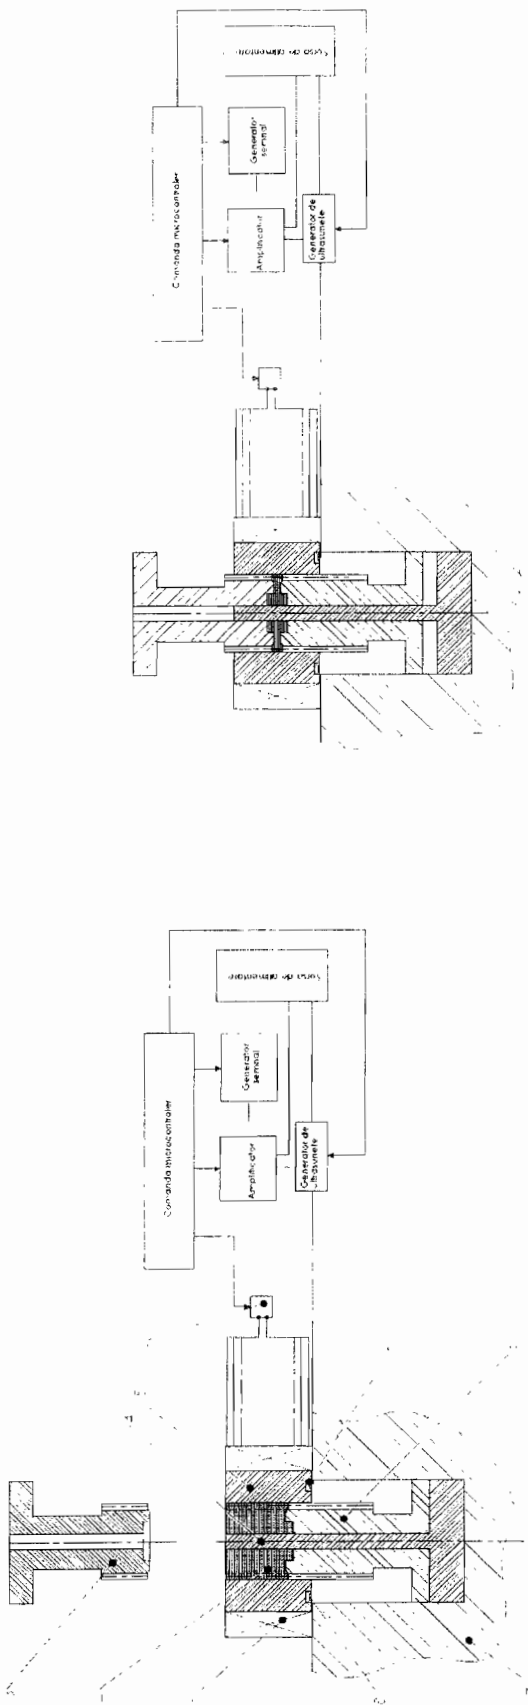 Comanda microcontroler
Generator
semnal
Amplificator
Generator de
ultrasunete
Sursa de alimentare
Comanda microcontroler
Generator
semnal
Amplificator
Generator de
ultrasunete
Sursa de alimentare